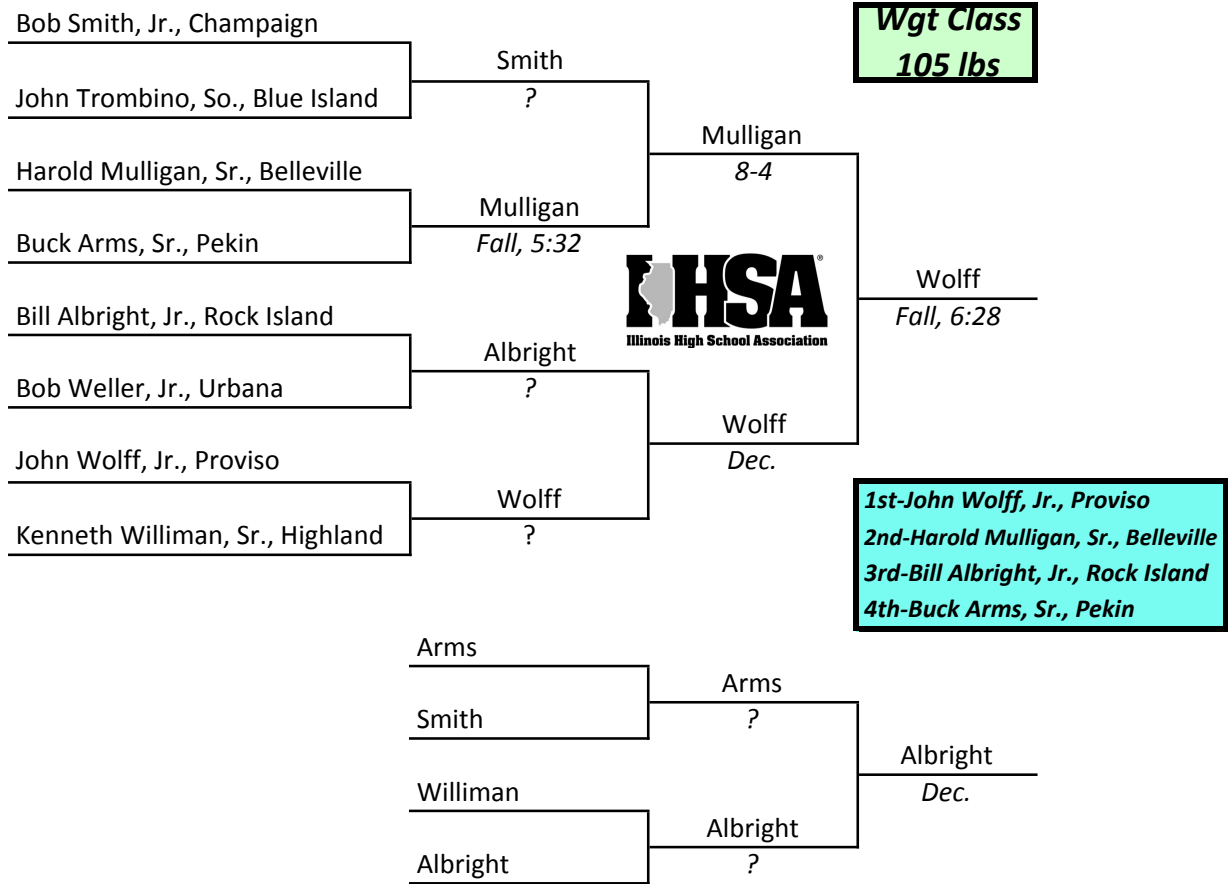 Bob Smith, Jr., Champaign
Wgt Class
105 lbs
Smith
?
John Trombino, So., Blue Island
Mulligan
8-4
Harold Mulligan, Sr., Belleville
Mulligan
Fall, 5:32
Buck Arms, Sr., Pekin
IHSA®
Illinois High School Association
Wolff
Fall, 6:28
Bill Albright, Jr., Rock Island
Albright
?
Bob Weller, Jr., Urbana
Wolff
Dec.
John Wolff, Jr., Proviso
Wolff
?
Kenneth Williman, Sr., Highland
1st-John Wolff, Jr., Proviso
2nd-Harold Mulligan, Sr., Belleville
3rd-Bill Albright, Jr., Rock Island
4th-Buck Arms, Sr., Pekin
Arms
Arms
?
Smith
Albright
Dec.
Williman
Albright
?
Albright